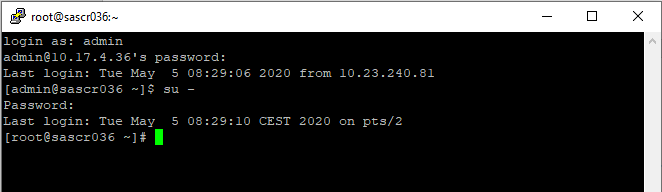 root@sascr036:~
login as: admin
admin@10.17.4.36's password:
Last login: Tue May  5 08:29:06 2020 from 10.23.240.81
[admin@sascr036 ~]$ su -
Password:
Last login: Tue May  5 08:29:10 CEST 2020 on pts/2
[root@sascr036 ~]#